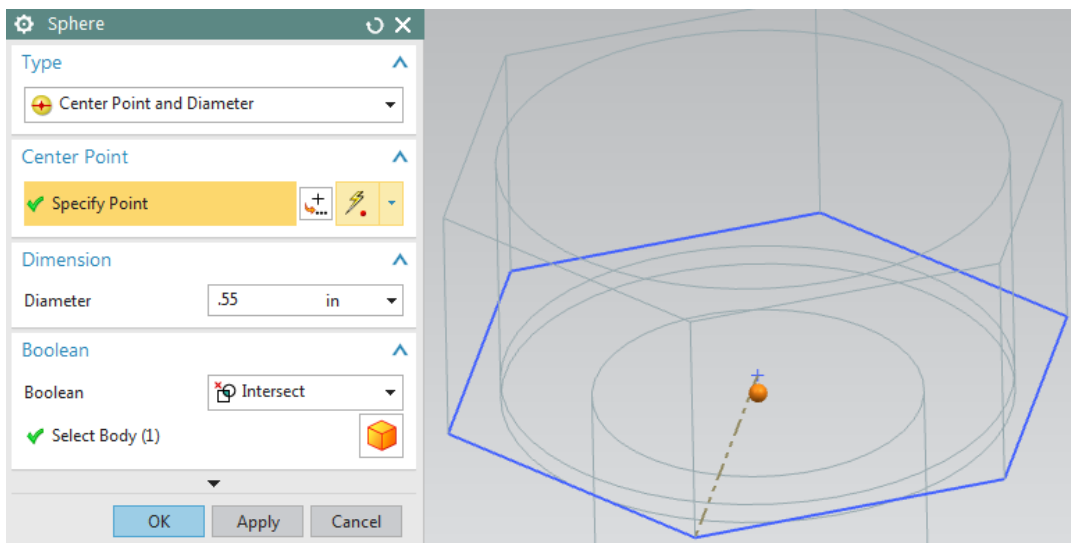 Sphere
Type
Center Point and Diameter
Center Point
Specify Point
Dimension
Diameter .55 in
Boolean
Boolean Intersect
Select Body (1)
OK Apply Cancel